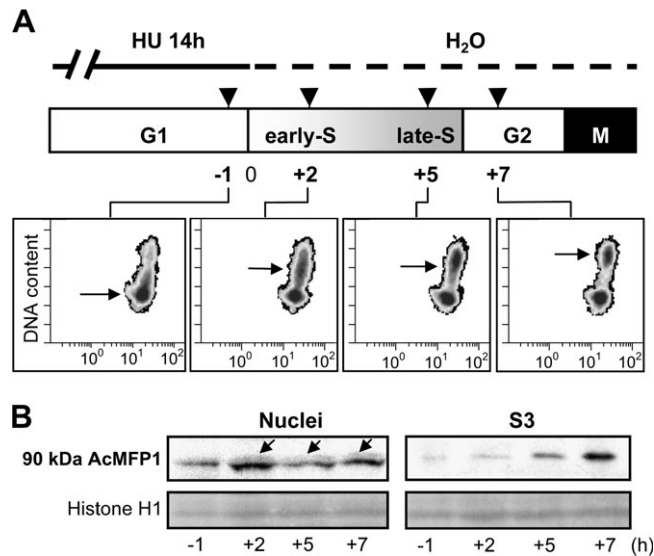 A
HU 14h H₂O
G1 early-S late-S G2 M
-1 0 +2 +5 +7
DNA content
10⁰ 10¹ 10² 10⁰ 10¹ 10² 10⁰ 10¹ 10² 10⁰ 10¹ 10²
B
Nuclei S3
90 kDa AcMFP1
Histone H1
-1 +2 +5 +7 -1 +2 +5 +7 (h)